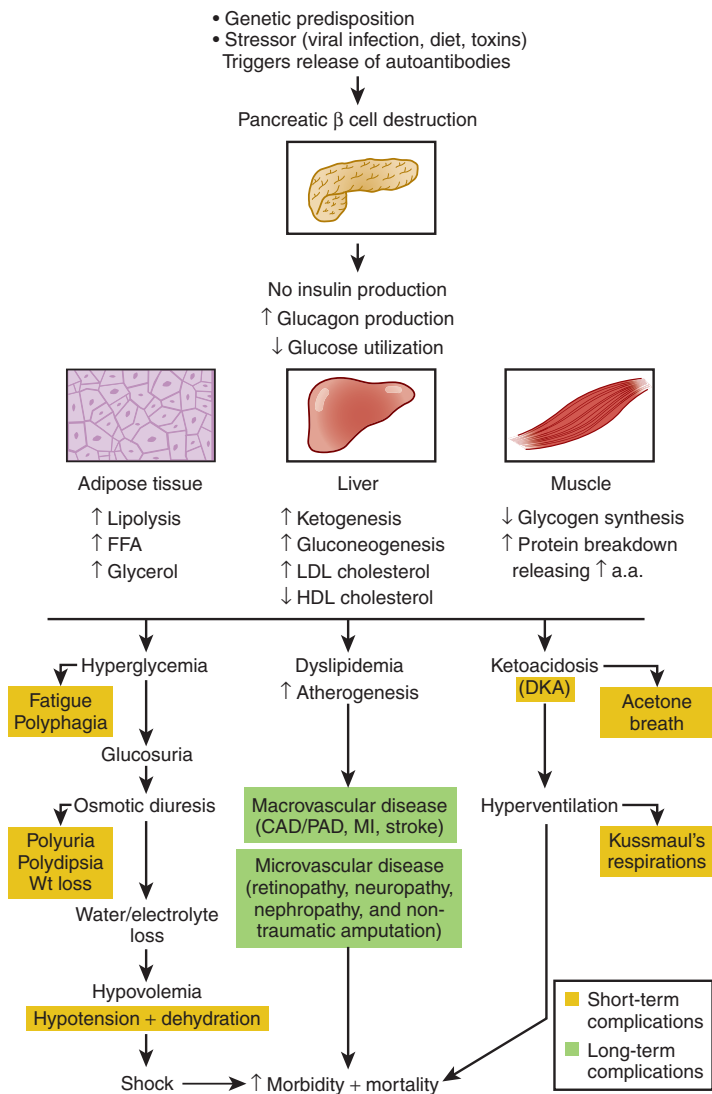 • Genetic predisposition
• Stressor (viral infection, diet, toxins)
Triggers release of autoantibodies
Pancreatic β cell destruction
No insulin production
↑ Glucagon production
↓ Glucose utilization
Adipose tissue
↑ Lipolysis
↑ FFA
↑ Glycerol
Liver
↑ Ketogenesis
↑ Gluconeogenesis
↑ LDL cholesterol
↓ HDL cholesterol
Muscle
↓ Glycogen synthesis
↑ Protein breakdown
releasing ↑ a.a.
Hyperglycemia
Fatigue
Polyphagia
Glucosuria
Osmotic diuresis
Polyuria
Polydipsia
Wt loss
Water/electrolyte
loss
Hypovolemia
Hypotension + dehydration
Shock
Dyslipidemia
↑ Atherogenesis
Macrovascular disease
(CAD/PAD, MI, stroke)
Microvascular disease
(retinopathy, neuropathy,
nephropathy, and non-
traumatic amputation)
↑ Morbidity + mortality
Ketoacidosis
(DKA)
Acetone
breath
Hyperventilation
Kussmaul's
respirations
Short-term
complications
Long-term
complications